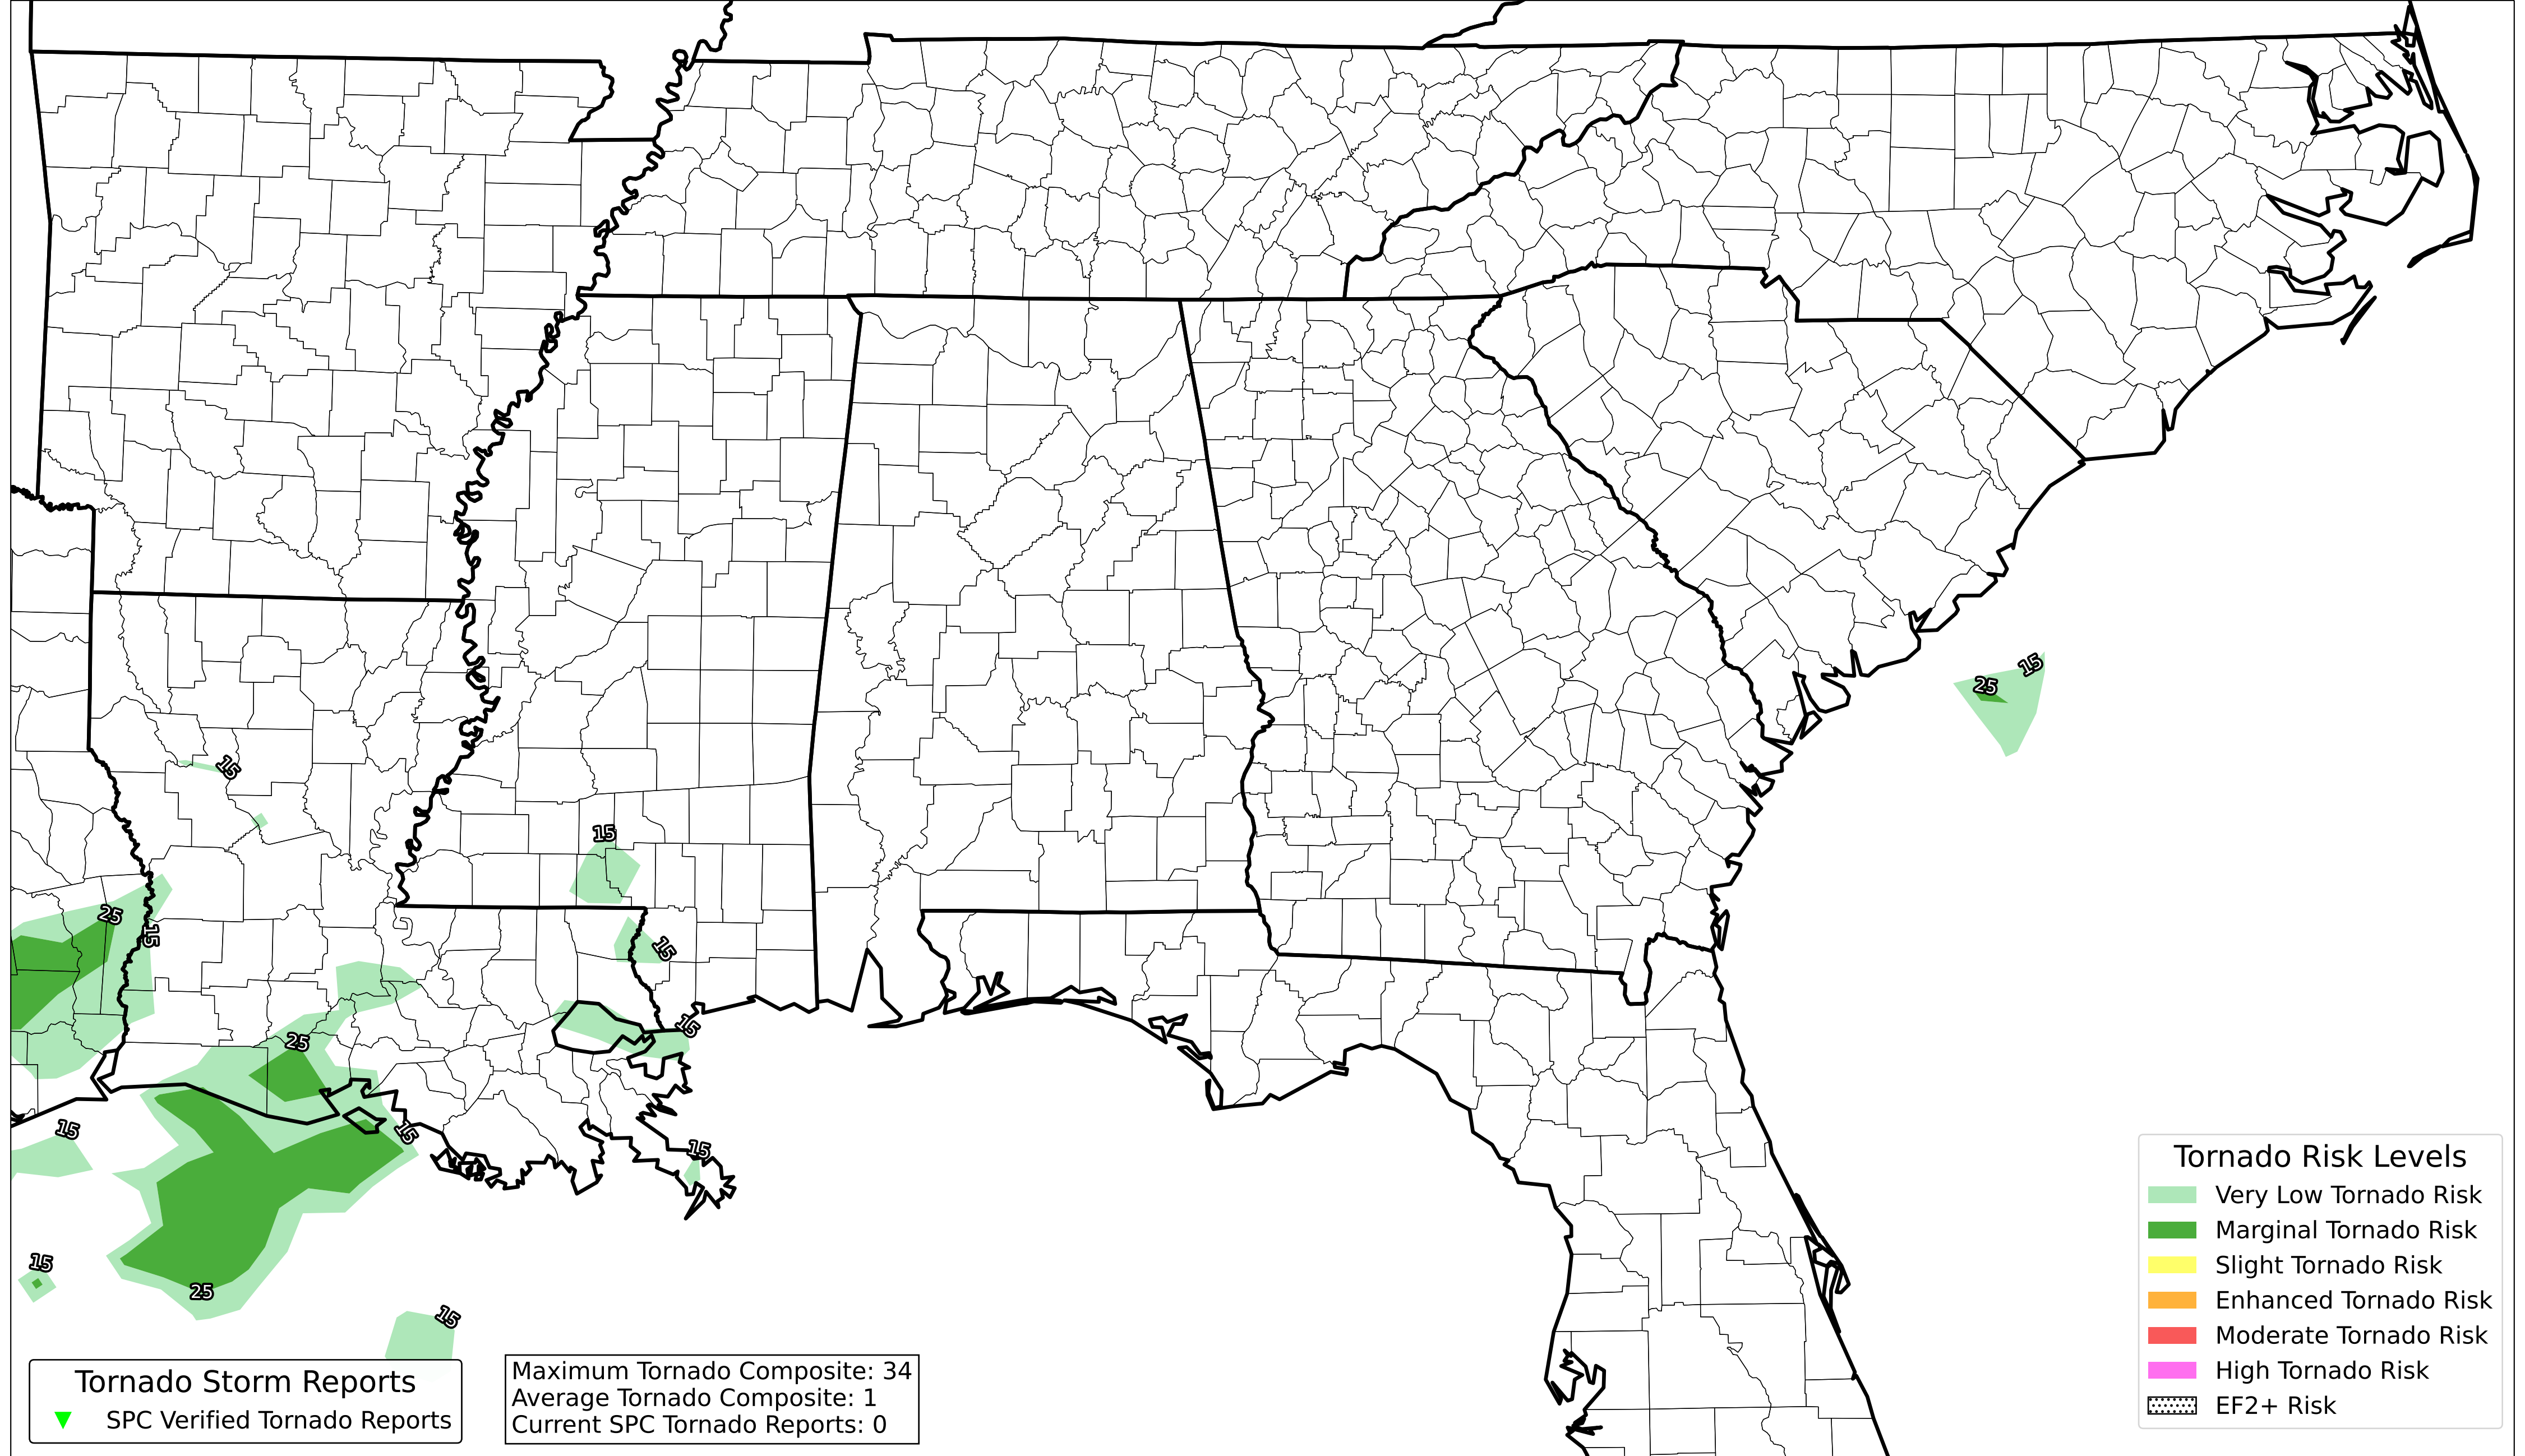 15
25
15
15
25
15
15
15
25
15
15
15
15
25
15
15
Tornado Risk Levels
Very Low Tornado Risk
Marginal Tornado Risk
Slight Tornado Risk
Enhanced Tornado Risk
Moderate Tornado Risk
High Tornado Risk
EF2+ Risk
Tornado Storm Reports
SPC Verified Tornado Reports
Maximum Tornado Composite: 34
Average Tornado Composite: 1
Current SPC Tornado Reports: 0